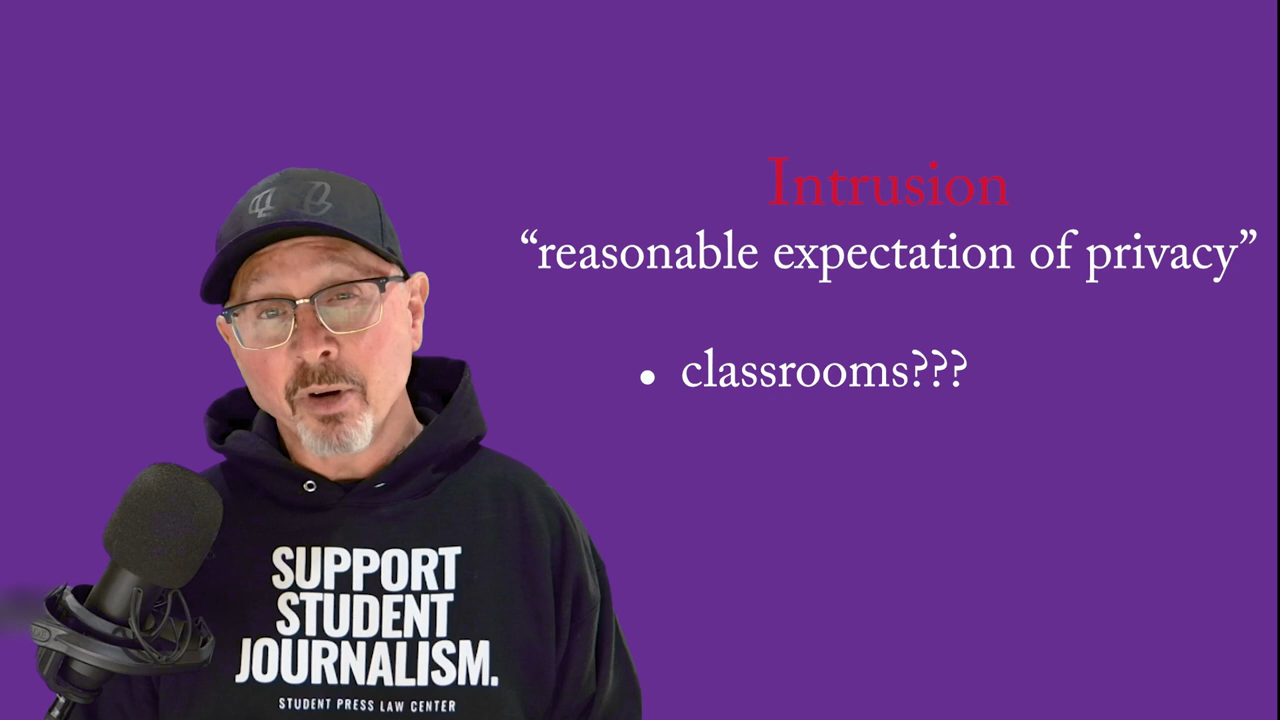 Intrusion
“reasonable expectation of privacy”
• classrooms???
SUPPORT
STUDENT
JOURNALISM.
STUDENT PRESS LAW CENTER